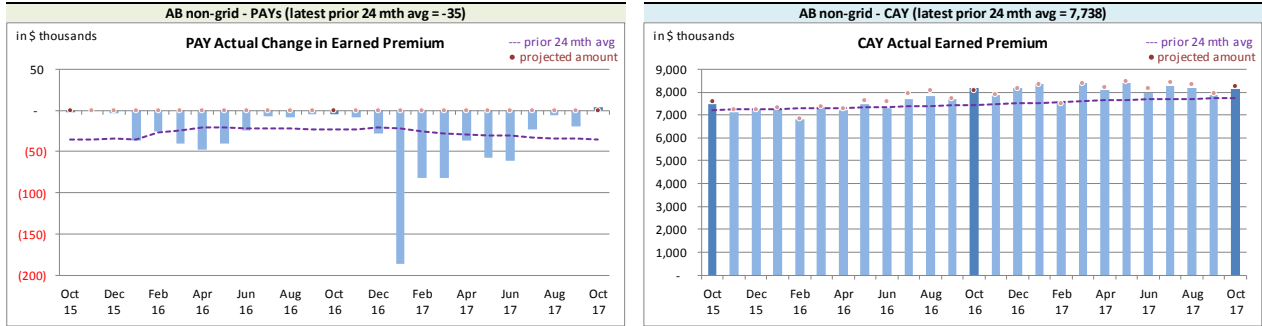 AB non-grid - PAYs (latest prior 24 mth avg = -35)
in $ thousands
PAY Actual Change in Earned Premium
--- prior 24 mth avg
• projected amount
50
-
(50)
(100)
(150)
(200)
Oct Dec Feb Apr Jun Aug Oct Dec Feb Apr Jun Aug Oct
15 15 16 16 16 16 16 16 17 17 17 17 17
AB non-grid - CAY (latest prior 24 mth avg = 7,738)
in $ thousands
CAY Actual Earned Premium
--- prior 24 mth avg
• projected amount
9,000
8,000
7,000
6,000
5,000
4,000
3,000
2,000
1,000
-
Oct Dec Feb Apr Jun Aug Oct Dec Feb Apr Jun Aug Oct
15 15 16 16 16 16 16 16 17 17 17 17 17